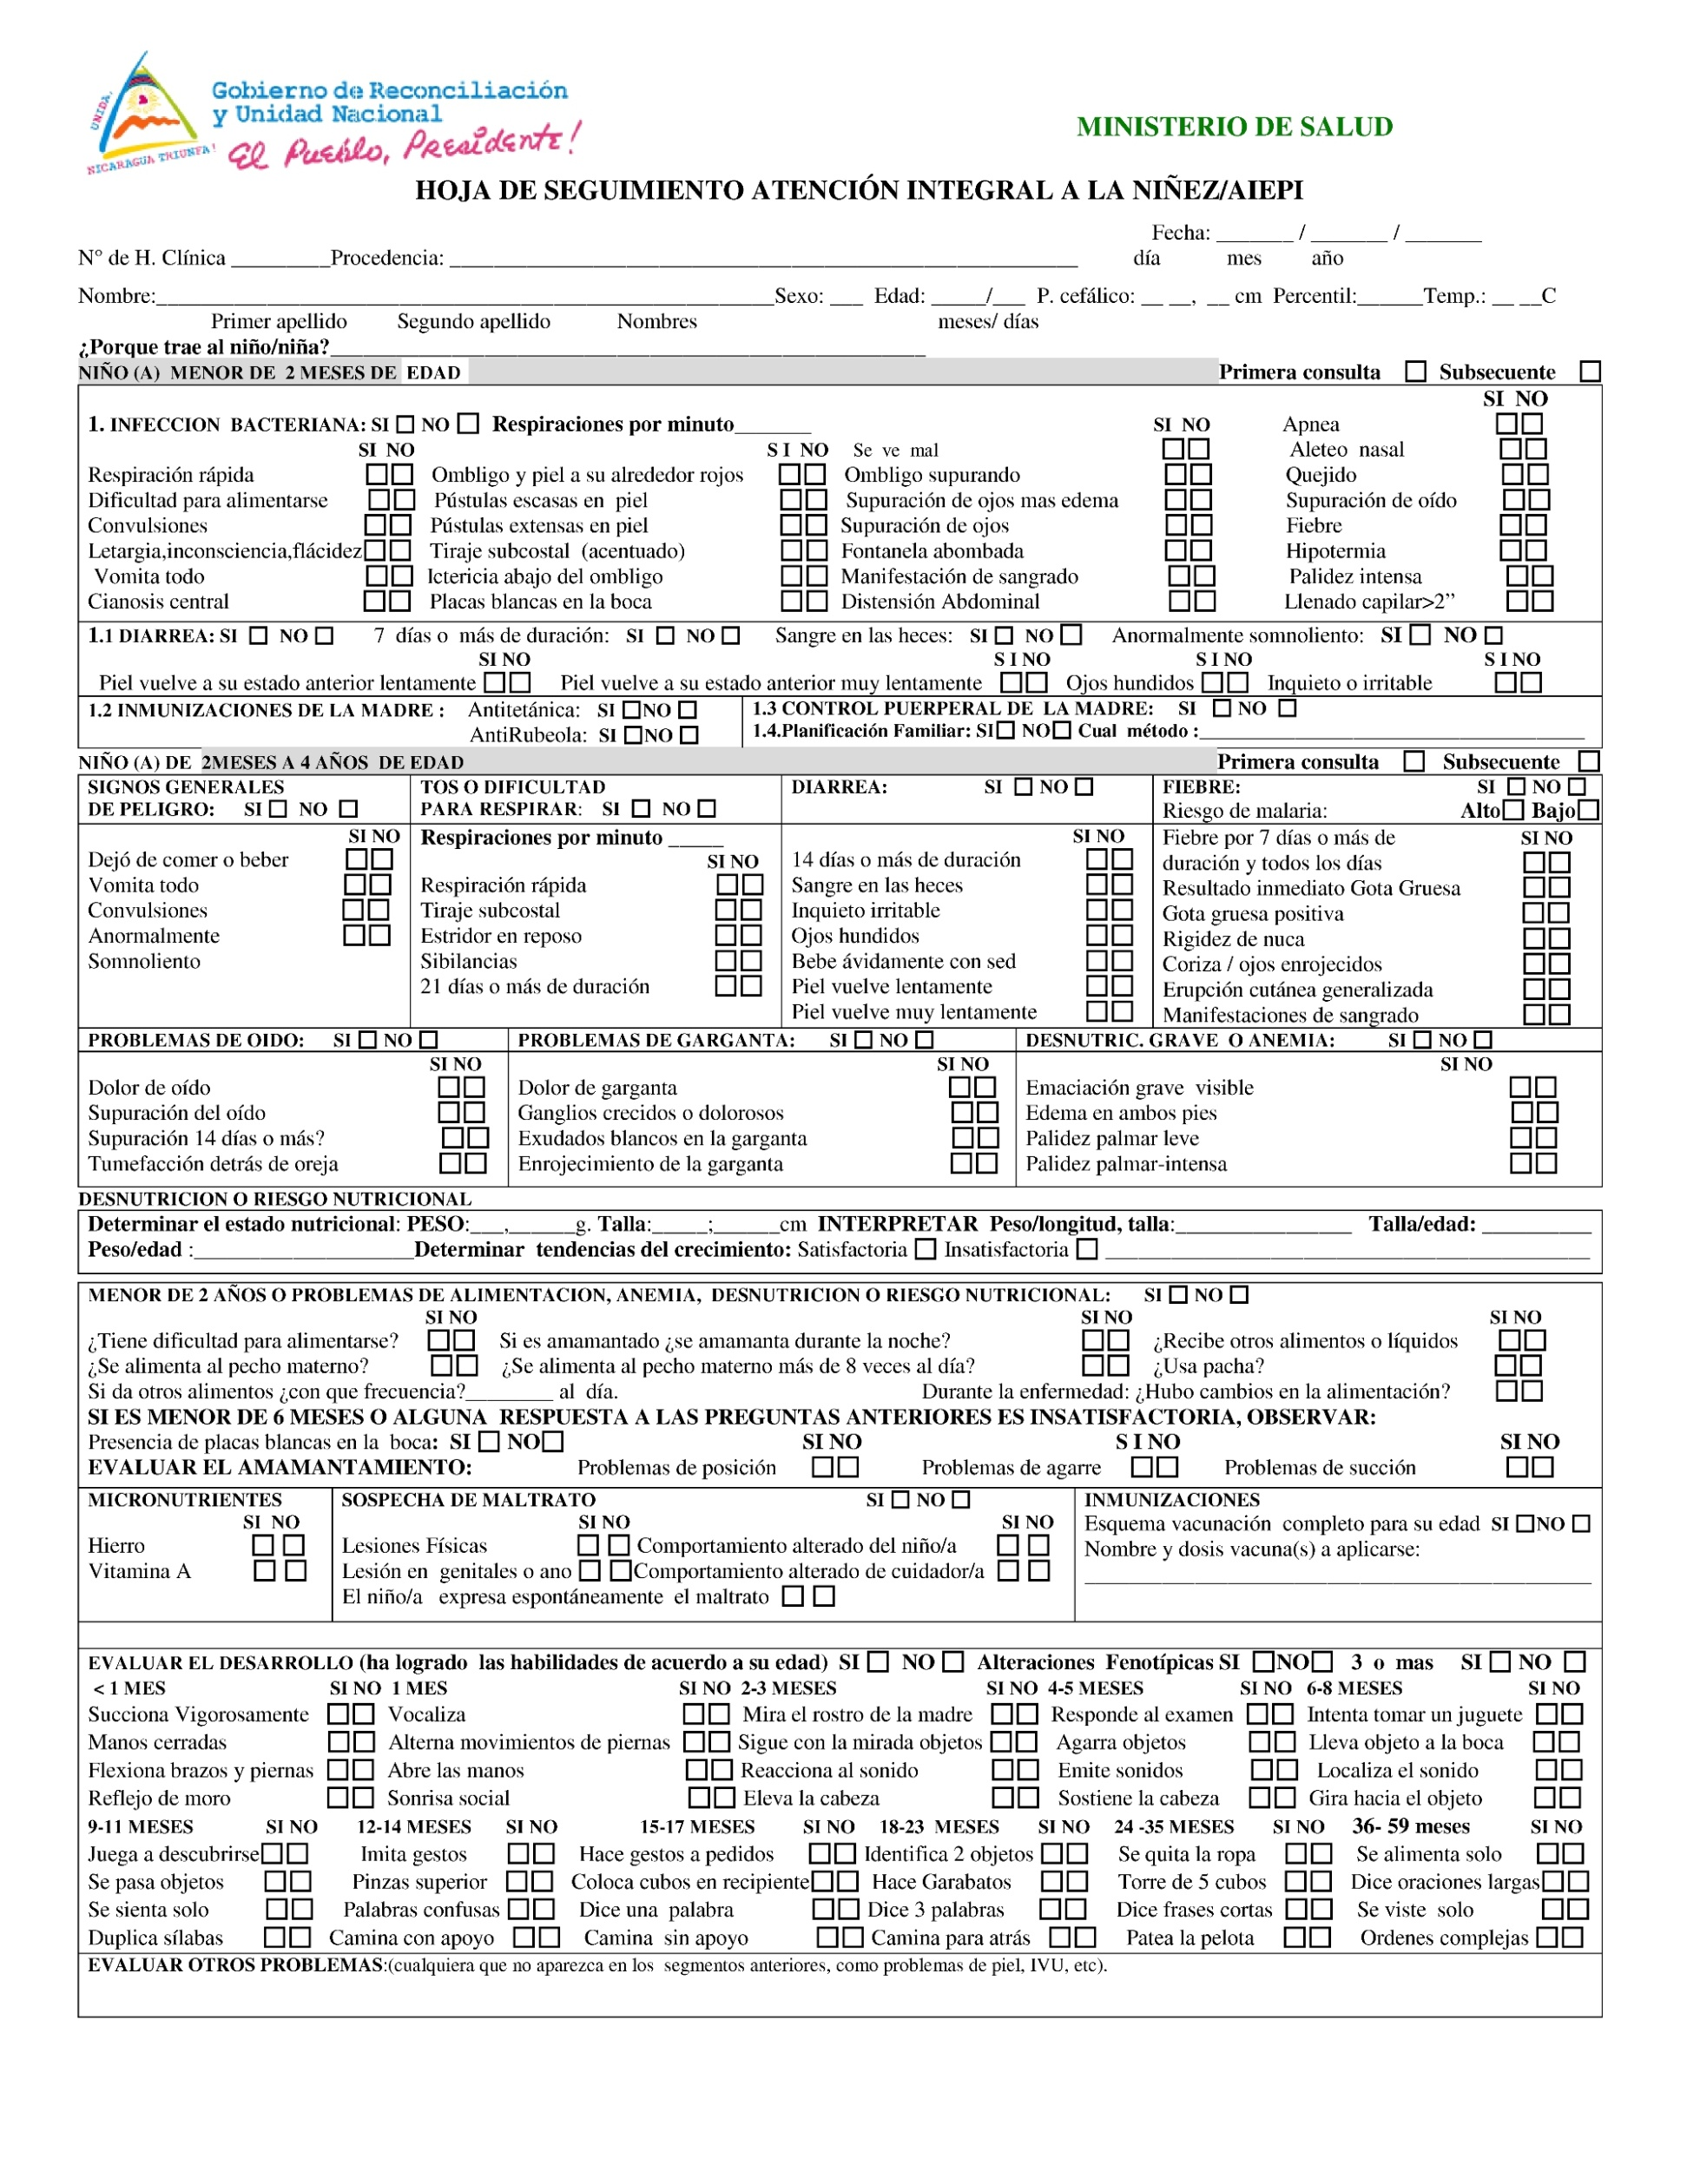 UNIDA,
NICARAGUA TRIUNFA!
Gobierno de Reconciliación
y Unidad Nacional
El Pueblo, Presidente!
MINISTERIO DE SALUD
HOJA DE SEGUIMIENTO ATENCIÓN INTEGRAL A LA NIÑEZ/AIEPI
Fecha: _______ / _______ / _______
N° de H. Clínica _________Procedencia: _________ día mes año
Nombre:_________Sexo: ___ Edad: _____/___ P. cefálico: __ __, __ cm Percentil:______Temp.: __ __C
Primer apellido Segundo apellido Nombres meses/ días
¿Porque trae al niño/niña?_________
NIÑO (A) MENOR DE 2 MESES DE EDAD Primera consulta ☐ Subsecuente ☐
SI NO
1. INFECCION BACTERIANA: SI ☐ NO ☐ Respiraciones por minuto_______ SI NO Apnea ☐☐
SI NO S I NO Se ve mal ☐☐ Aleteo nasal ☐☐
Respiración rápida ☐☐ Ombligo y piel a su alrededor rojos ☐☐ Ombligo supurando ☐☐ Quejido ☐☐
Dificultad para alimentarse ☐☐ Pústulas escasas en piel ☐☐ Supuración de ojos mas edema ☐☐ Supuración de oído ☐☐
Convulsiones ☐☐ Pústulas extensas en piel ☐☐ Supuración de ojos ☐☐ Fiebre ☐☐
Letargia,inconsciencia,flácidez☐☐ Tiraje subcostal (acentuado) ☐☐ Fontanela abombada ☐☐ Hipotermia ☐☐
Vomita todo ☐☐ Ictericia abajo del ombligo ☐☐ Manifestación de sangrado ☐☐ Palidez intensa ☐☐
Cianosis central ☐☐ Placas blancas en la boca ☐☐ Distensión Abdominal ☐☐ Llenado capilar>2” ☐☐
1.1 DIARREA: SI ☐ NO ☐ 7 días o más de duración: SI ☐ NO ☐ Sangre en las heces: SI ☐ NO ☐ Anormalmente somnoliento: SI ☐ NO ☐
SI NO S I NO S I NO S I NO
Piel vuelve a su estado anterior lentamente ☐☐ Piel vuelve a su estado anterior muy lentamente ☐☐ Ojos hundidos ☐☐ Inquieto o irritable ☐☐
1.2 INMUNIZACIONES DE LA MADRE : Antitetánica: SI ☐NO ☐ 1.3 CONTROL PUERPERAL DE LA MADRE: SI ☐ NO ☐
AntiRubeola: SI ☐NO ☐ 1.4.Planificación Familiar: SI☐ NO☐ Cual método :_________
NIÑO (A) DE 2MESES A 4 AÑOS DE EDAD Primera consulta ☐ Subsecuente ☐
SIGNOS GENERALES TOS O DIFICULTAD DIARREA: SI ☐ NO ☐ FIEBRE: SI ☐ NO ☐
DE PELIGRO: SI ☐ NO ☐ PARA RESPIRAR: SI ☐ NO ☐ Riesgo de malaria: Alto☐ Bajo☐
SI NO Respiraciones por minuto _____ SI NO Fiebre por 7 días o más de SI NO
Dejó de comer o beber ☐☐ SI NO 14 días o más de duración ☐☐ duración y todos los días ☐☐
Vomita todo ☐☐ Respiración rápida ☐☐ Sangre en las heces ☐☐ Resultado inmediato Gota Gruesa ☐☐
Convulsiones ☐☐ Tiraje subcostal ☐☐ Inquieto irritable ☐☐ Gota gruesa positiva ☐☐
Anormalmente ☐☐ Estridor en reposo ☐☐ Ojos hundidos ☐☐ Rigidez de nuca ☐☐
Somnoliento Sibilancias ☐☐ Bebe ávidamente con sed ☐☐ Coriza / ojos enrojecidos ☐☐
21 días o más de duración ☐☐ Piel vuelve lentamente ☐☐ Erupción cutánea generalizada ☐☐
Piel vuelve muy lentamente ☐☐ Manifestaciones de sangrado ☐☐
PROBLEMAS DE OIDO: SI ☐ NO ☐ PROBLEMAS DE GARGANTA: SI ☐ NO ☐ DESNUTRIC. GRAVE O ANEMIA: SI ☐ NO ☐
SI NO SI NO SI NO
Dolor de oído ☐☐ Dolor de garganta ☐☐ Emaciación grave visible ☐☐
Supuración del oído ☐☐ Ganglios crecidos o dolorosos ☐☐ Edema en ambos pies ☐☐
Supuración 14 días o más? ☐☐ Exudados blancos en la garganta ☐☐ Palidez palmar leve ☐☐
Tumefacción detrás de oreja ☐☐ Enrojecimiento de la garganta ☐☐ Palidez palmar-intensa ☐☐
DESNUTRICION O RIESGO NUTRICIONAL
Determinar el estado nutricional: PESO:___,______g. Talla:_____;______cm INTERPRETAR Peso/longitud, talla:_________ Talla/edad: _________
Peso/edad :_________Determinar tendencias del crecimiento: Satisfactoria ☐ Insatisfactoria ☐ _________
MENOR DE 2 AÑOS O PROBLEMAS DE ALIMENTACION, ANEMIA, DESNUTRICION O RIESGO NUTRICIONAL: SI ☐ NO ☐
SI NO SI NO SI NO
¿Tiene dificultad para alimentarse? ☐☐ Si es amamantado ¿se amamanta durante la noche? ☐☐ ¿Recibe otros alimentos o líquidos ☐☐
¿Se alimenta al pecho materno? ☐☐ ¿Se alimenta al pecho materno más de 8 veces al día? ☐☐ ¿Usa pacha? ☐☐
Si da otros alimentos ¿con que frecuencia?________ al día. Durante la enfermedad: ¿Hubo cambios en la alimentación? ☐☐
SI ES MENOR DE 6 MESES O ALGUNA RESPUESTA A LAS PREGUNTAS ANTERIORES ES INSATISFACTORIA, OBSERVAR:
Presencia de placas blancas en la boca: SI ☐ NO☐ SI NO S I NO SI NO
EVALUAR EL AMAMANTAMIENTO: Problemas de posición ☐☐ Problemas de agarre ☐☐ Problemas de succión ☐☐
MICRONUTRIENTES SOSPECHA DE MALTRATO SI ☐ NO ☐ INMUNIZACIONES
SI NO SI NO SI NO Esquema vacunación completo para su edad SI ☐NO ☐
Hierro ☐☐ Lesiones Físicas ☐☐ Comportamiento alterado del niño/a ☐☐ Nombre y dosis vacuna(s) a aplicarse:
Vitamina A ☐☐ Lesión en genitales o ano ☐☐Comportamiento alterado de cuidador/a ☐☐ _________
El niño/a expresa espontáneamente el maltrato ☐☐
EVALUAR EL DESARROLLO (ha logrado las habilidades de acuerdo a su edad) SI ☐ NO ☐ Alteraciones Fenotípicas SI ☐NO☐ 3 o mas SI ☐ NO ☐
< 1 MES SI NO 1 MES SI NO 2-3 MESES SI NO 4-5 MESES SI NO 6-8 MESES SI NO
Succiona Vigorosamente ☐☐ Vocaliza ☐☐ Mira el rostro de la madre ☐☐ Responde al examen ☐☐ Intenta tomar un juguete ☐☐
Manos cerradas ☐☐ Alterna movimientos de piernas ☐☐ Sigue con la mirada objetos ☐☐ Agarra objetos ☐☐ Lleva objeto a la boca ☐☐
Flexiona brazos y piernas ☐☐ Abre las manos ☐☐ Reacciona al sonido ☐☐ Emite sonidos ☐☐ Localiza el sonido ☐☐
Reflejo de moro ☐☐ Sonrisa social ☐☐ Eleva la cabeza ☐☐ Sostiene la cabeza ☐☐ Gira hacia el objeto ☐☐
9-11 MESES SI NO 12-14 MESES SI NO 15-17 MESES SI NO 18-23 MESES SI NO 24 -35 MESES SI NO 36- 59 meses SI NO
Juega a descubrirse☐☐ Imita gestos ☐☐ Hace gestos a pedidos ☐☐ Identifica 2 objetos ☐☐ Se quita la ropa ☐☐ Se alimenta solo ☐☐
Se pasa objetos ☐☐ Pinzas superior ☐☐ Coloca cubos en recipiente☐☐ Hace Garabatos ☐☐ Torre de 5 cubos ☐☐ Dice oraciones largas☐☐
Se sienta solo ☐☐ Palabras confusas ☐☐ Dice una palabra ☐☐ Dice 3 palabras ☐☐ Dice frases cortas ☐☐ Se viste solo ☐☐
Duplica sílabas ☐☐ Camina con apoyo ☐☐ Camina sin apoyo ☐☐ Camina para atrás ☐☐ Patea la pelota ☐☐ Ordenes complejas ☐☐
EVALUAR OTROS PROBLEMAS:(cualquiera que no aparezca en los segmentos anteriores, como problemas de piel, IVU, etc).